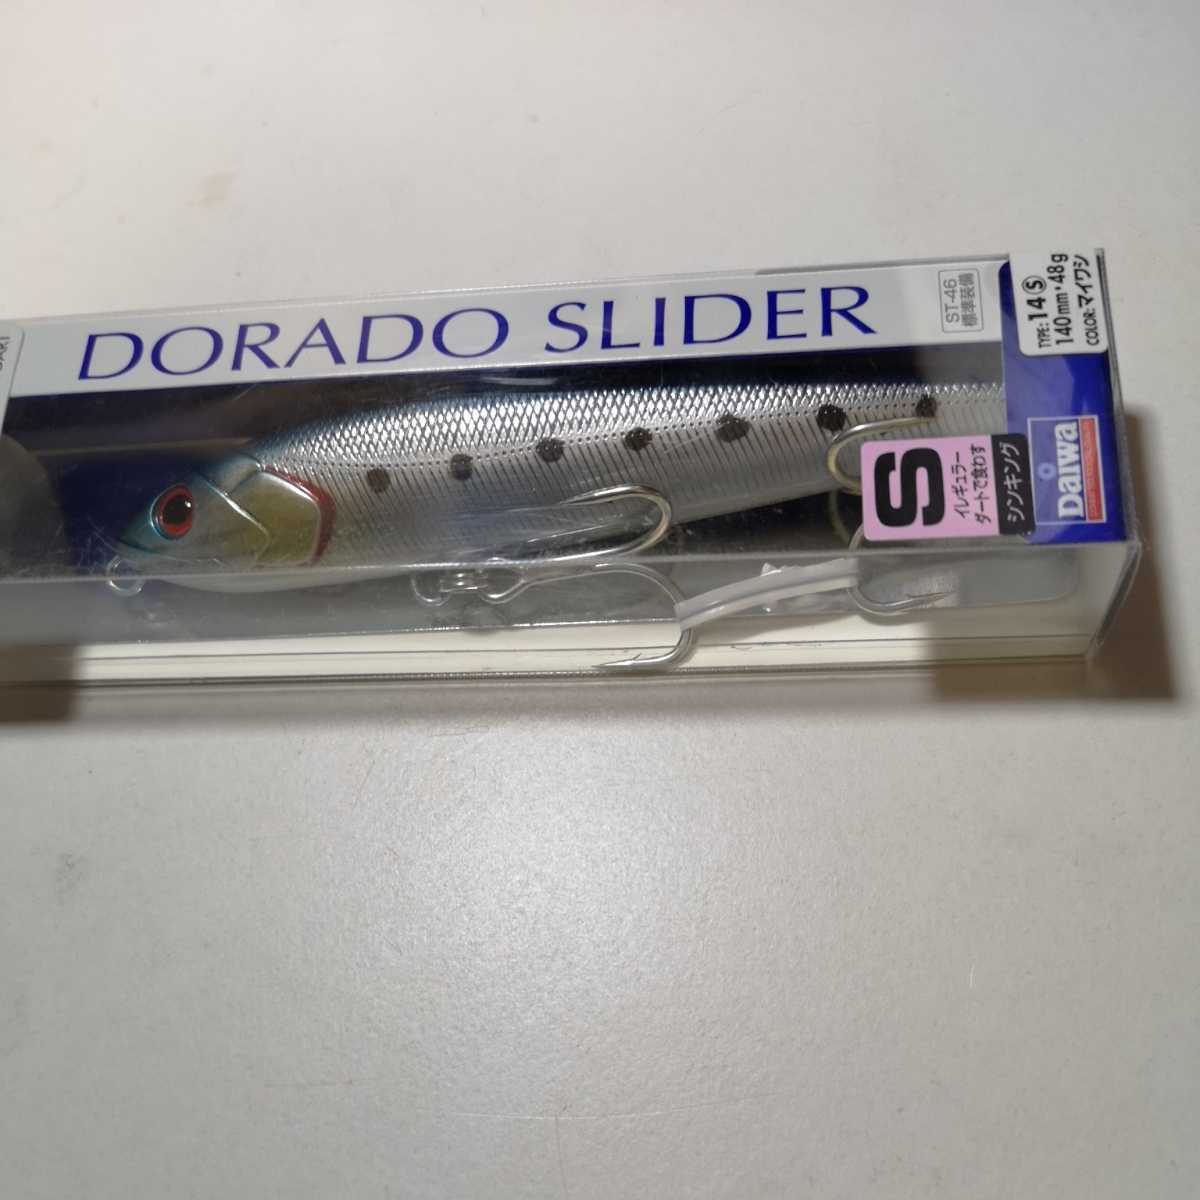 DORADO SLIDER
ST-46
標準装備
TYPE: 14Ⓢ
140mm・48g
COLOR: マイワシ
S
イレギュラー
ダートで食わす
シンキング
Daiwa